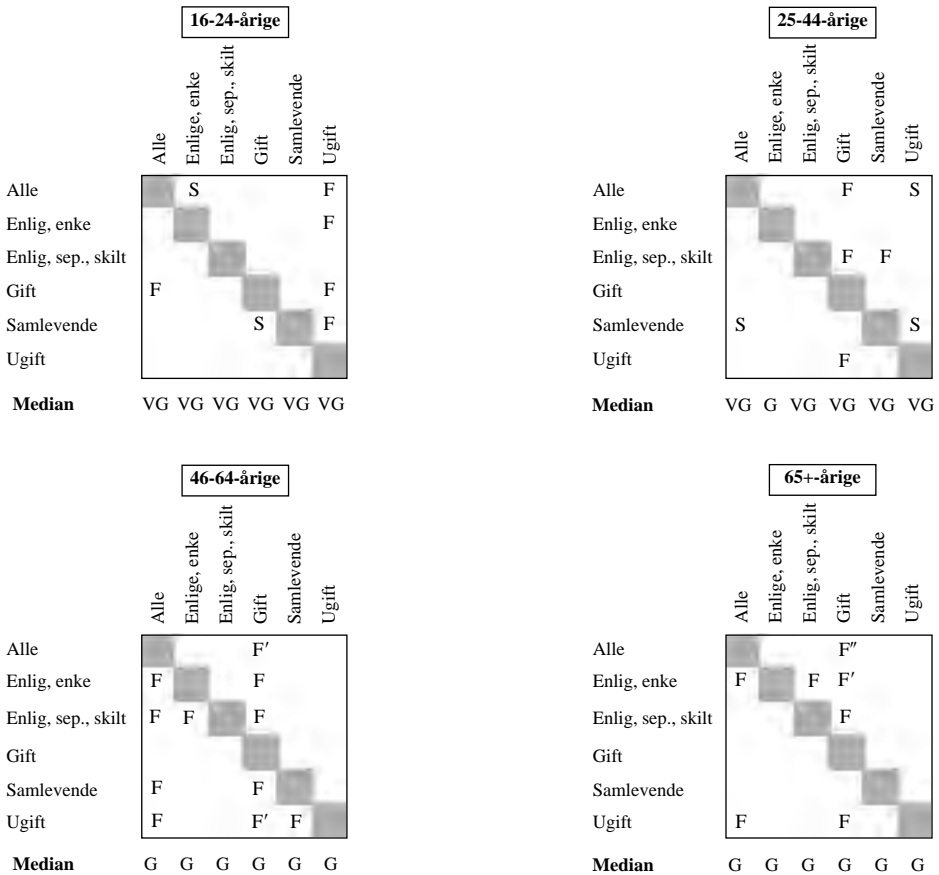 16-24-årige
Alle
Enlige, enke
Enlig, sep., skilt
Gift
Samlevende
Ugift
Alle S F
Enlig, enke F
Enlig, sep., skilt
Gift F F
Samlevende S F
Ugift
Median VG VG VG VG VG VG
25-44-årige
Alle
Enlige, enke
Enlig, sep., skilt
Gift
Samlevende
Ugift
Alle F S
Enlig, enke
Enlig, sep., skilt F F
Gift
Samlevende S S
Ugift F
Median VG G VG VG VG VG
46-64-årige
Alle
Enlige, enke
Enlig, sep., skilt
Gift
Samlevende
Ugift
Alle F′
Enlig, enke F F
Enlig, sep., skilt F F F
Gift
Samlevende F F
Ugift F F′ F
Median G G G G G G
65+-årige
Alle
Enlige, enke
Enlig, sep., skilt
Gift
Samlevende
Ugift
Alle F″
Enlig, enke F F F′
Enlig, sep., skilt F
Gift
Samlevende
Ugift F F
Median G G G G G G